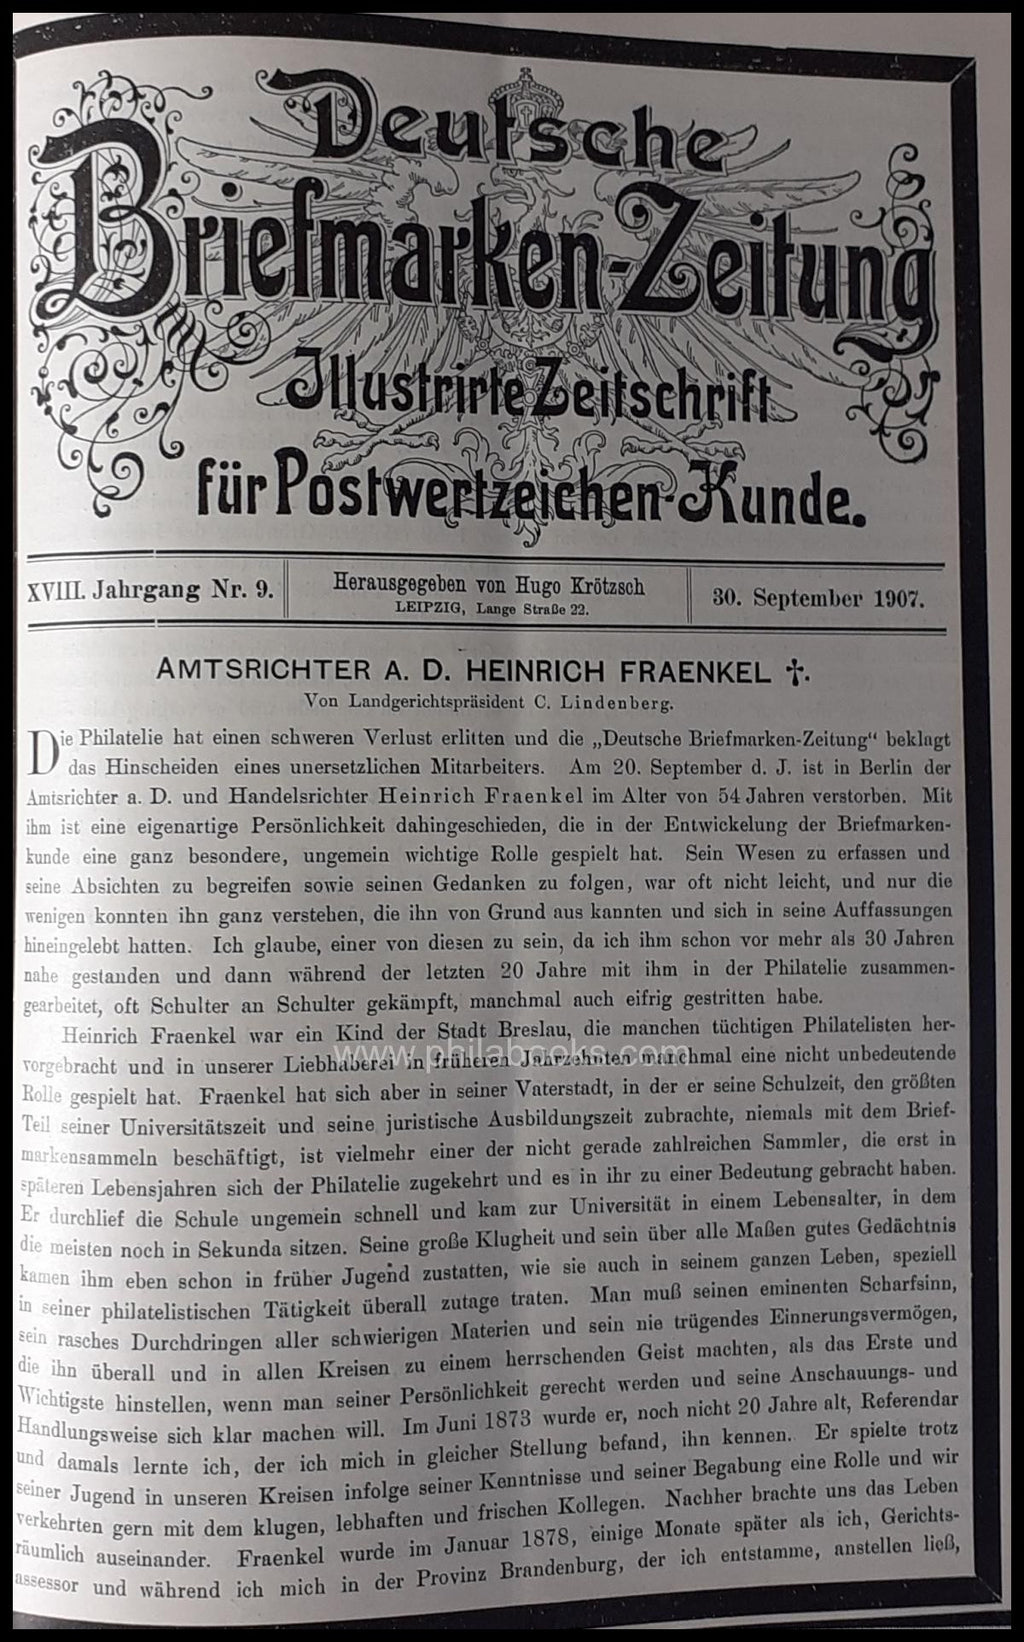 Deutsche
Briefmarken-Zeitung
Illustrirte Zeitschrift
für Postwertzeichen-Kunde.
XVIII. Jahrgang Nr. 9.
Herausgegeben von Hugo Krötzsch
LEIPZIG, Lange Straße 22.
30. September 1907.
AMTSRICHTER A. D. HEINRICH FRAENKEL ✝.
Von Landgerichtspräsident C. Lindenberg.
Die Philatelie hat einen schweren Verlust erlitten und die „Deutsche Briefmarken-Zeitung“ beklagt
das Hinscheiden eines unersetzlichen Mitarbeiters. Am 20. September d. J. ist in Berlin der
Amtsrichter a. D. und Handelsrichter Heinrich Fraenkel im Alter von 54 Jahren verstorben. Mit
ihm ist eine eigenartige Persönlichkeit dahingeschieden, die in der Entwickelung der Briefmarken-
kunde eine ganz besondere, ungemein wichtige Rolle gespielt hat. Sein Wesen zu erfassen und
seine Absichten zu begreifen sowie seinen Gedanken zu folgen, war oft nicht leicht, und nur die
wenigen konnten ihn ganz verstehen, die ihn von Grund aus kannten und sich in seine Auffassungen
hineingelebt hatten. Ich glaube, einer von diesen zu sein, da ich ihm schon vor mehr als 30 Jahren
nahe gestanden und dann während der letzten 20 Jahre mit ihm in der Philatelie zusammen-
gearbeitet, oft Schulter an Schulter gekämpft, manchmal auch eifrig gestritten habe.
Heinrich Fraenkel war ein Kind der Stadt Breslau, die manchen tüchtigen Philatelisten her-
vorgebracht und in unserer Liebhaberei in früheren Jahrzehnten manchmal eine nicht unbedeutende
www.philabooks.com
Rolle gespielt hat. Fraenkel hat sich aber in seiner Vaterstadt, in der er seine Schulzeit, den größten
Teil seiner Universitätszeit und seine juristische Ausbildungszeit zubrachte, niemals mit dem Brief-
markensammeln beschäftigt, ist vielmehr einer der nicht gerade zahlreichen Sammler, die erst in
späteren Lebensjahren sich der Philatelie zugekehrt und es in ihr zu einer Bedeutung gebracht haben.
Er durchlief die Schule ungemein schnell und kam zur Universität in einem Lebensalter, in dem
die meisten noch in Sekunda sitzen. Seine große Klugheit und sein über alle Maßen gutes Gedächtnis
kamen ihm eben schon in früher Jugend zustatten, wie sie auch in seinem ganzen Leben, speziell
in seiner philatelistischen Tätigkeit überall zutage traten. Man muß seinen eminenten Scharfsinn,
sein rasches Durchdringen aller schwierigen Materien und sein nie trügendes Einnerungsvermögen,
die ihn überall und in allen Kreisen zu einem herrschenden Geist machten, als das Erste und
Wichtigste hinstellen, wenn man seiner Persönlichkeit gerecht werden und seine Anschauungs- und
Handlungsweise sich klar machen will. Im Juni 1873 wurde er, noch nicht 20 Jahre alt, Referendar
und damals lernte ich, der ich mich in gleicher Stellung befand, ihn kennen. Er spielte trotz
seiner Jugend in unseren Kreisen infolge seiner Kenntnisse und seiner Begabung eine Rolle und wir
verkehrten gern mit dem klugen, lebhaften und frischen Kollegen. Nachher brachte uns das Leben
räumlich auseinander. Fraenkel wurde im Januar 1878, einige Monate später als ich, Gerichts-
assessor und während ich mich in der Provinz Brandenburg, der ich entstamme, anstellen ließ,